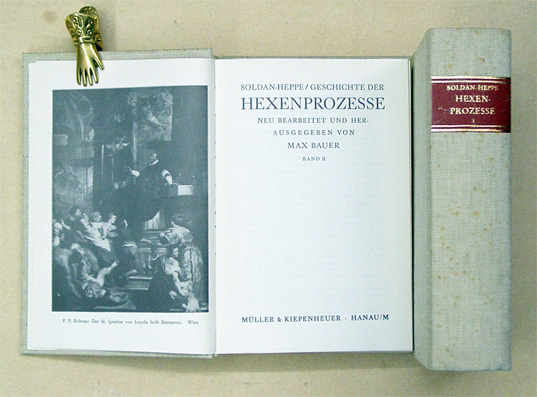 P. P. Rubens: Der hl. Ignatius von Loyola heilt Besessene. Wien
SOLDAN-HEPPE/GESCHICHTE DER
HEXENPROZESSE
NEU BEARBEITET UND HER-
AUSGEGEBEN VON
MAX BAUER
BAND II
MÜLLER & KIEPENHEUER · HANAU/M
SOLDAN-HEPPE
HEXEN-
PROZESSE
I